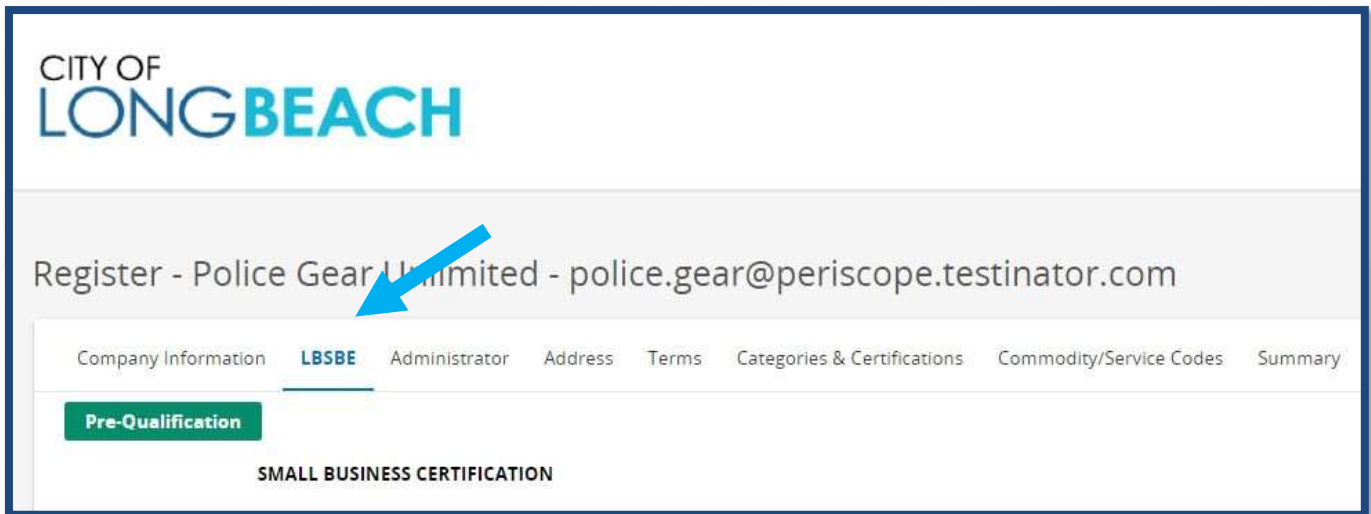 CITY OF
LONGBEACH
Register - Police Gear Unlimited - police.gear@periscope.testinator.com
Company Information LBSBE Administrator Address Terms Categories & Certifications Commodity/Service Codes Summary
Pre-Qualification
SMALL BUSINESS CERTIFICATION